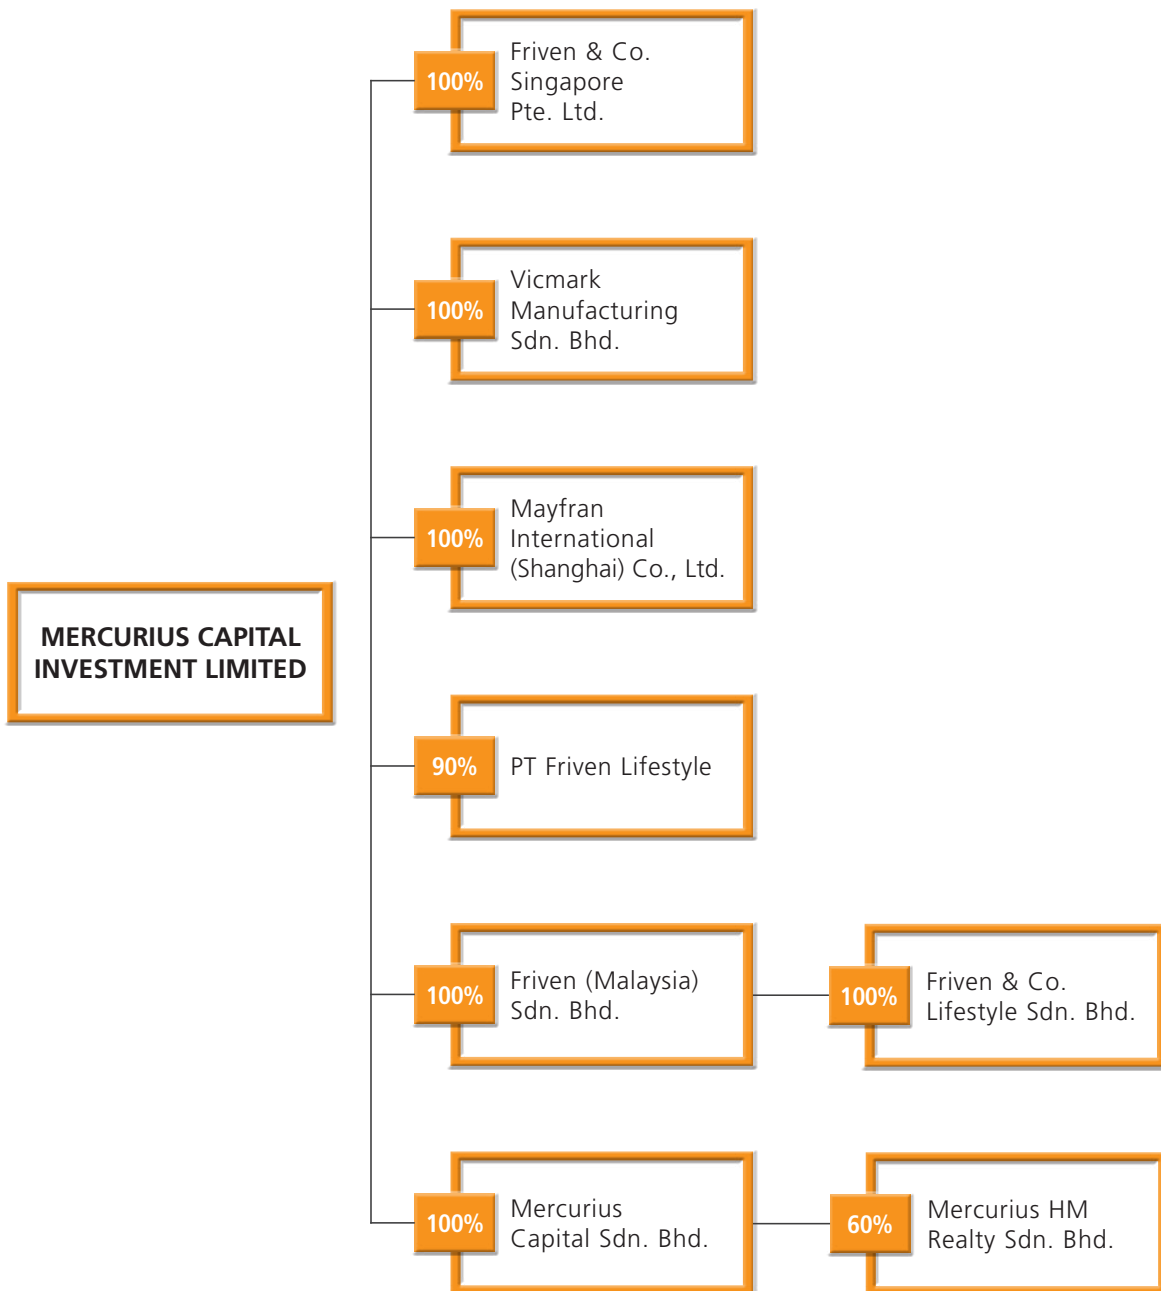 MERCURIUS CAPITAL
INVESTMENT LIMITED
100%
Friven & Co.
Singapore
Pte. Ltd.
100%
Vicmark
Manufacturing
Sdn. Bhd.
100%
Mayfran
International
(Shanghai) Co., Ltd.
90%
PT Friven Lifestyle
100%
Friven (Malaysia)
Sdn. Bhd.
100%
Friven & Co.
Lifestyle Sdn. Bhd.
100%
Mercurius
Capital Sdn. Bhd.
60%
Mercurius HM
Realty Sdn. Bhd.